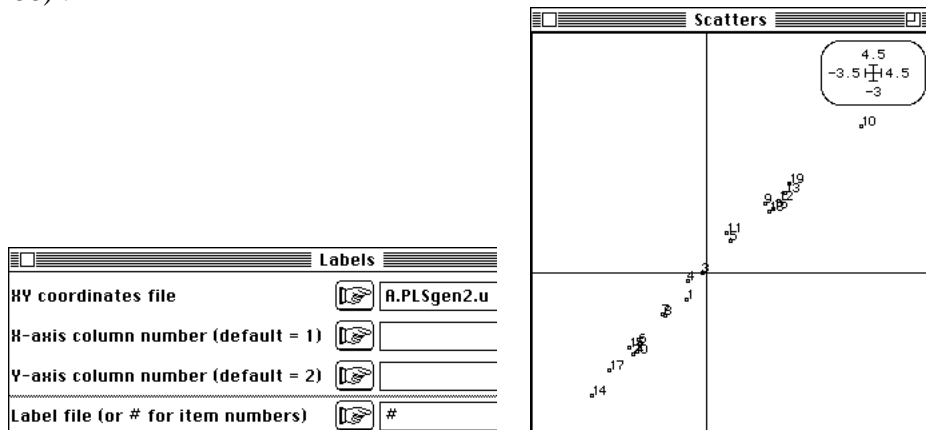 Scatters
4.5
-3.5 4.5
-3
10
19
13
12
9
11
5
3
4
1
17
14
Labels
XY coordinates file A.PLSgen2.u
X-axis column number (default = 1)
Y-axis column number (default = 2)
Label file (or # for item numbers) #